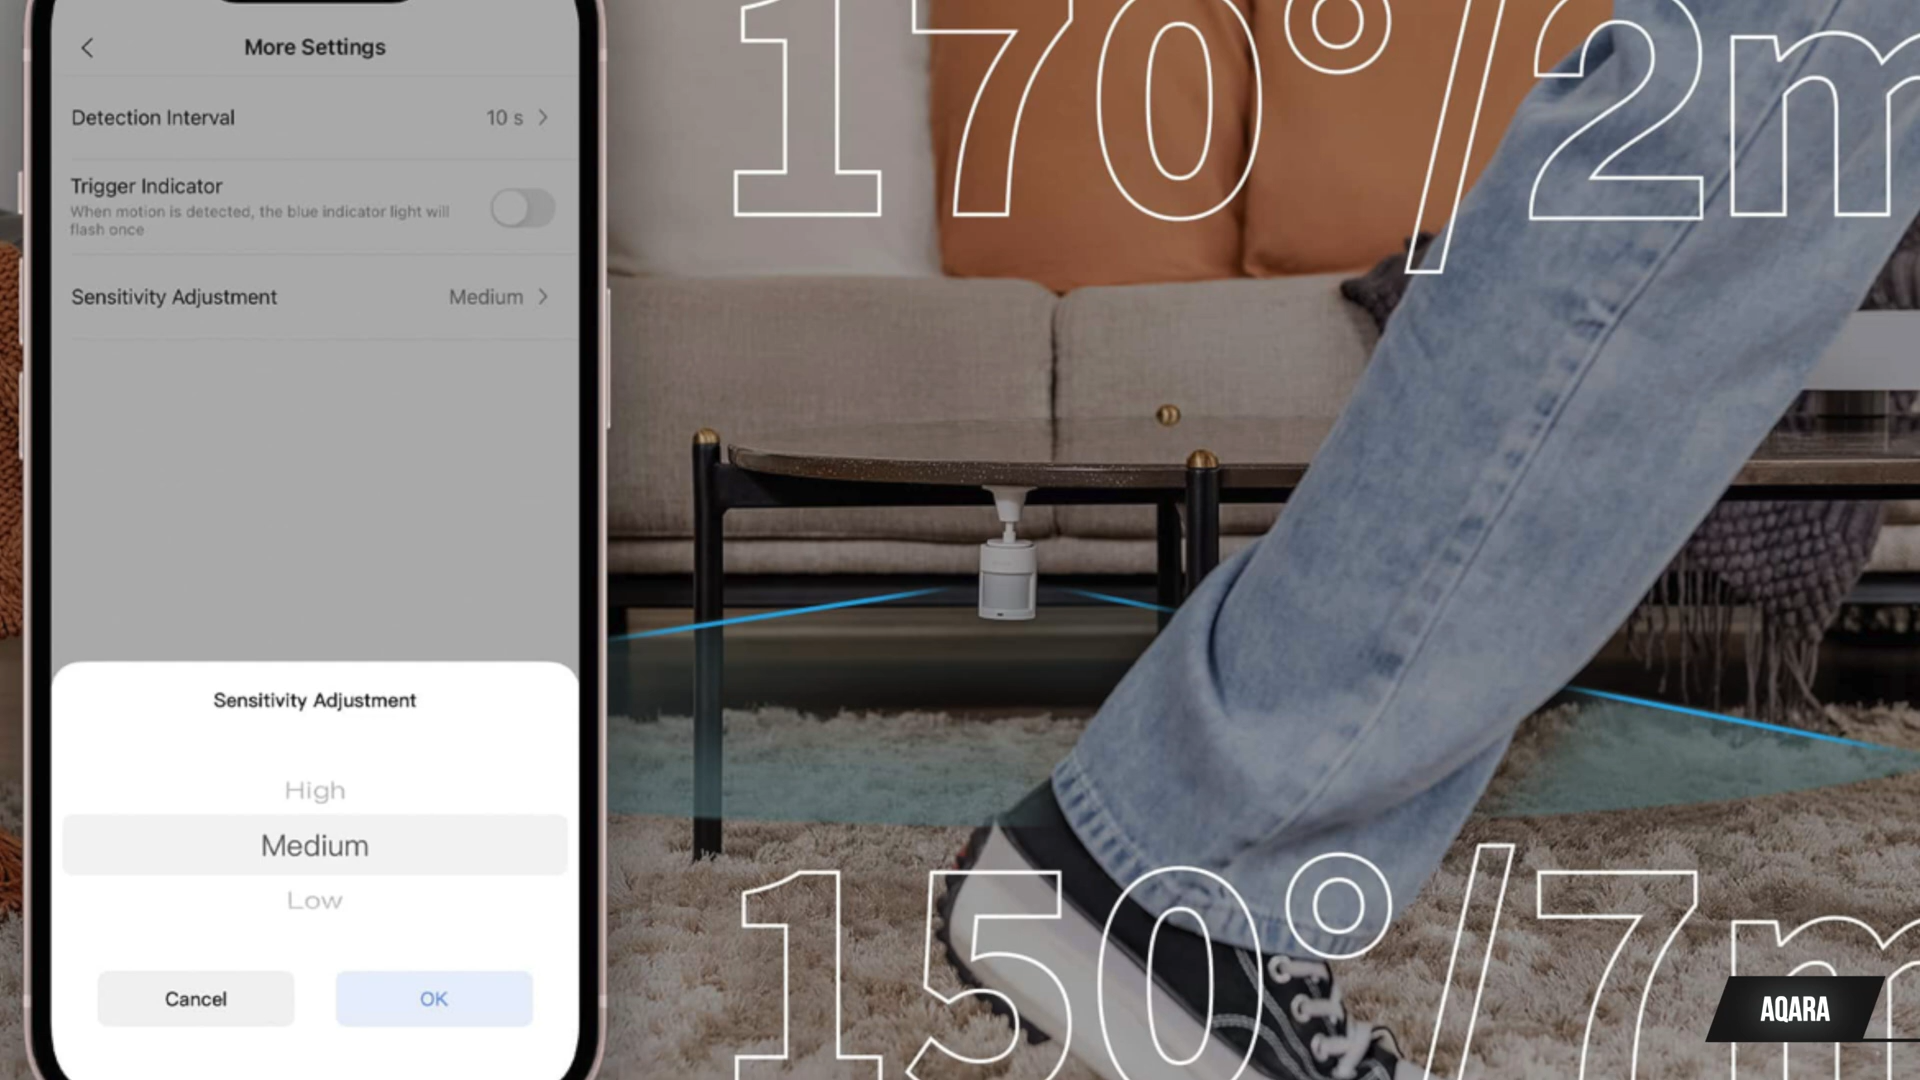 More Settings
Detection Interval 10 s
Trigger Indicator
When motion is detected, the blue indicator light will
flash once
Sensitivity Adjustment Medium
Sensitivity Adjustment
High
Medium
Low
Cancel OK
170°/2m
150°/7m
AQARA